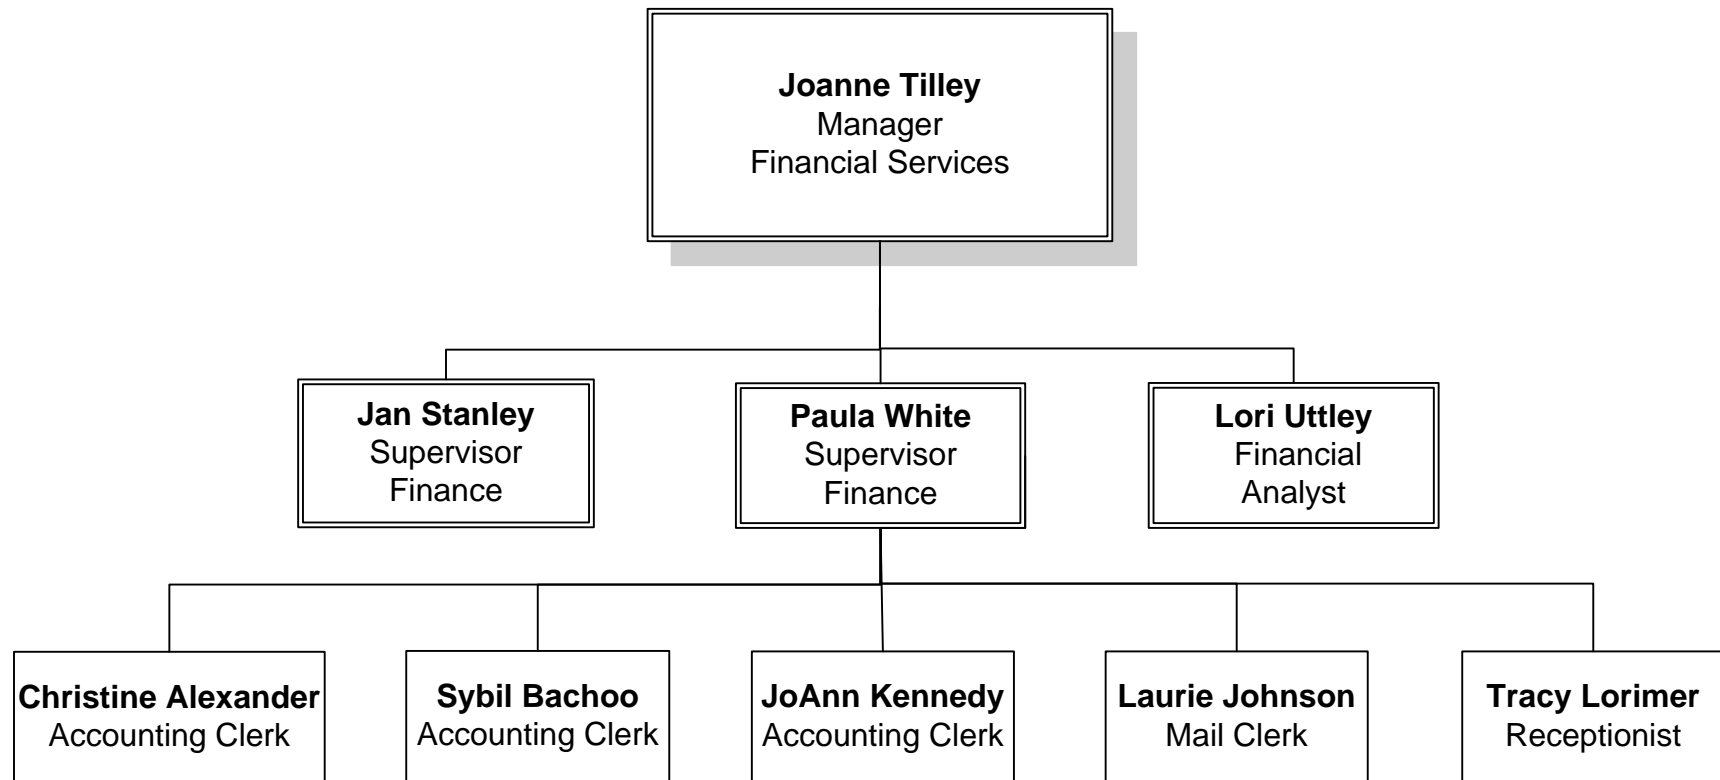 Joanne Tilley
Manager
Financial Services
Jan Stanley
Supervisor
Finance
Paula White
Supervisor
Finance
Lori Uttley
Financial
Analyst
Christine Alexander
Accounting Clerk
Sybil Bachoo
Accounting Clerk
JoAnn Kennedy
Accounting Clerk
Laurie Johnson
Mail Clerk
Tracy Lorimer
Receptionist